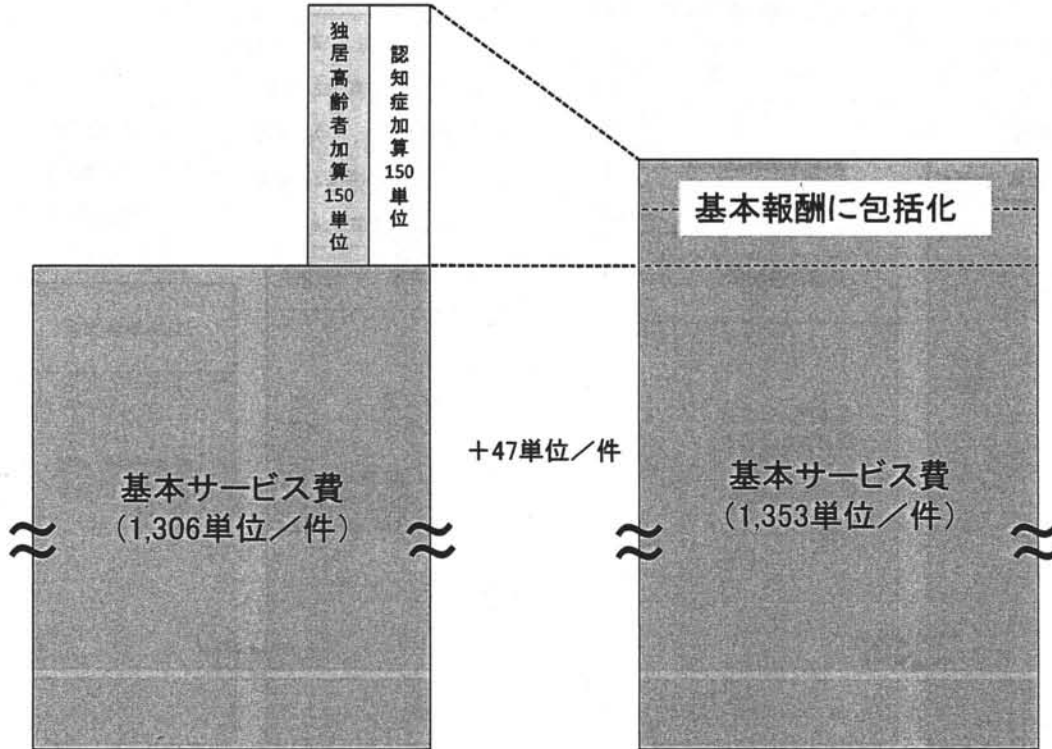 独居高齢者加算150単位
認知症加算150単位
基本報酬に包括化
+47単位/件
基本サービス費
(1,306単位/件)
基本サービス費
(1,353単位/件)